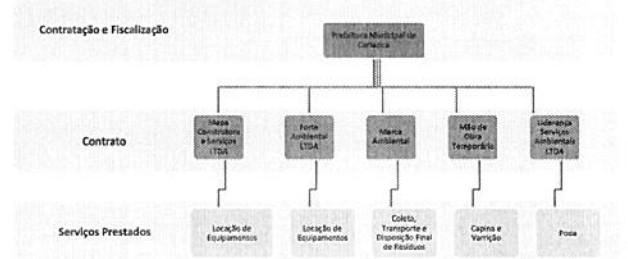 Contratação e Fiscalização
Prefeitura Municipal de
Cariacica
Contrato
Mapa
Construtora
e Serviços
LTDA
Forte
Ambiental
LTDA
Marca
Ambiental
Mão de
Obra
Temporário
Liderança
Serviços
Ambientais
LTDA
Serviços Prestados
Locação de
Equipamentos
Locação de
Equipamentos
Coleta,
Transporte e
Disposição Final
de Resíduos
Capina e
Varrição
Poda